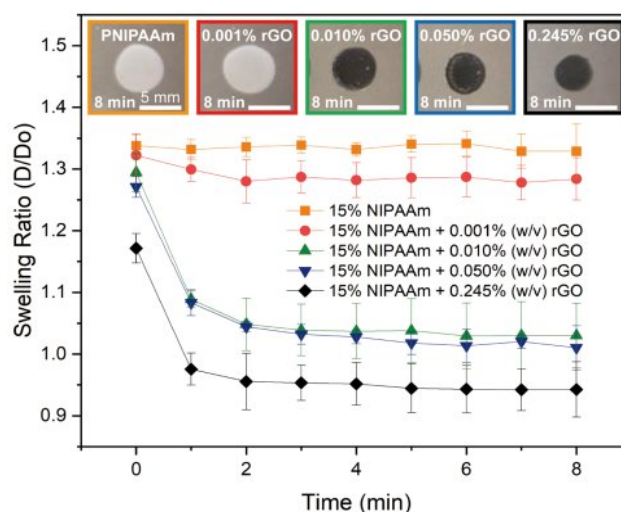 PNIPAAm
8 min 5 mm
0.001% rGO
8 min
0.010% rGO
8 min
0.050% rGO
8 min
0.245% rGO
8 min
15% NIPAAm
15% NIPAAm + 0.001% (w/v) rGO
15% NIPAAm + 0.010% (w/v) rGO
15% NIPAAm + 0.050% (w/v) rGO
15% NIPAAm + 0.245% (w/v) rGO
Swelling Ratio (D/Do)
1.5
1.4
1.3
1.2
1.1
1.0
0.9
0
2
4
6
8
Time (min)